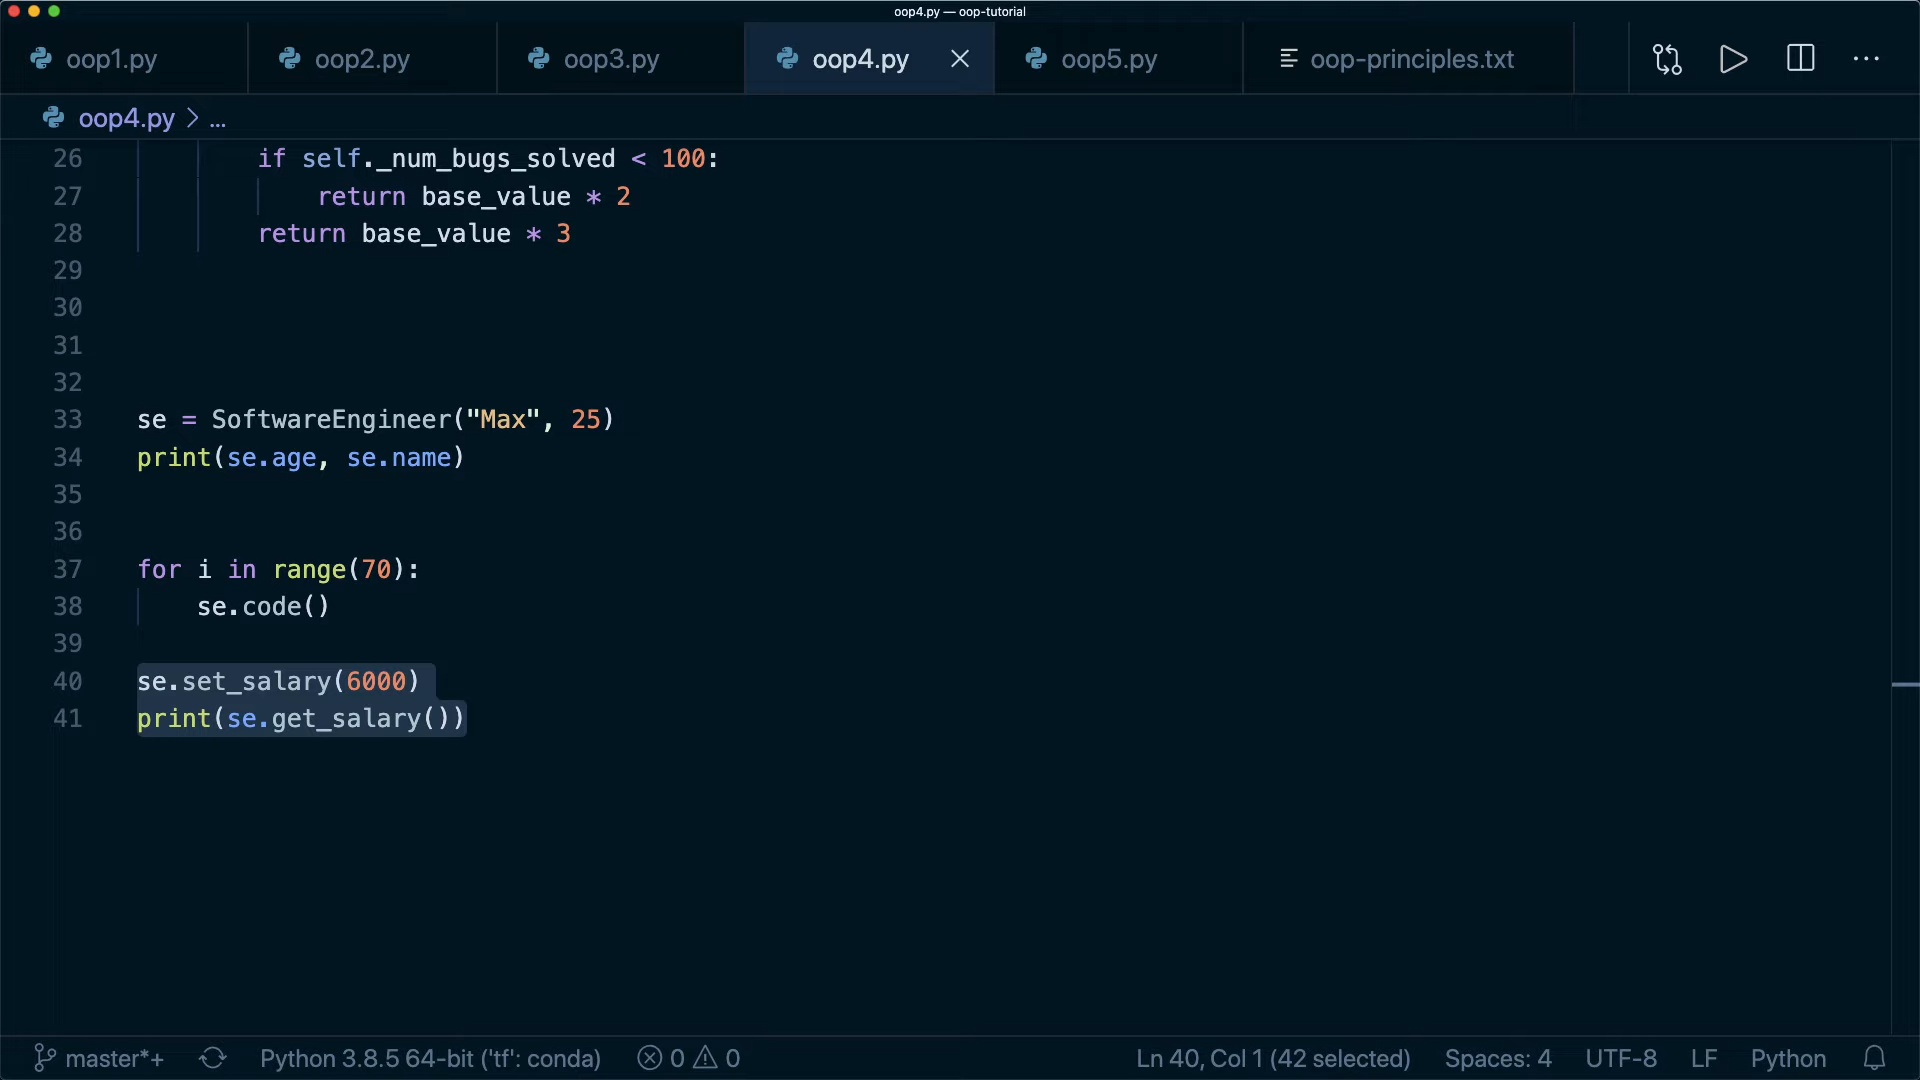 oop4.py — oop-tutorial
oop1.py oop2.py oop3.py oop4.py oop5.py oop-principles.txt
oop4.py > ...
26 if self._num_bugs_solved < 100:
27 return base_value * 2
28 return base_value * 3
29
30
31
32
33 se = SoftwareEngineer("Max", 25)
34 print(se.age, se.name)
35
36
37 for i in range(70):
38 se.code()
39
40 se.set_salary(6000)
41 print(se.get_salary())
master*+ Python 3.8.5 64-bit ('tf': conda) 0 0 Ln 40, Col 1 (42 selected) Spaces: 4 UTF-8 LF Python